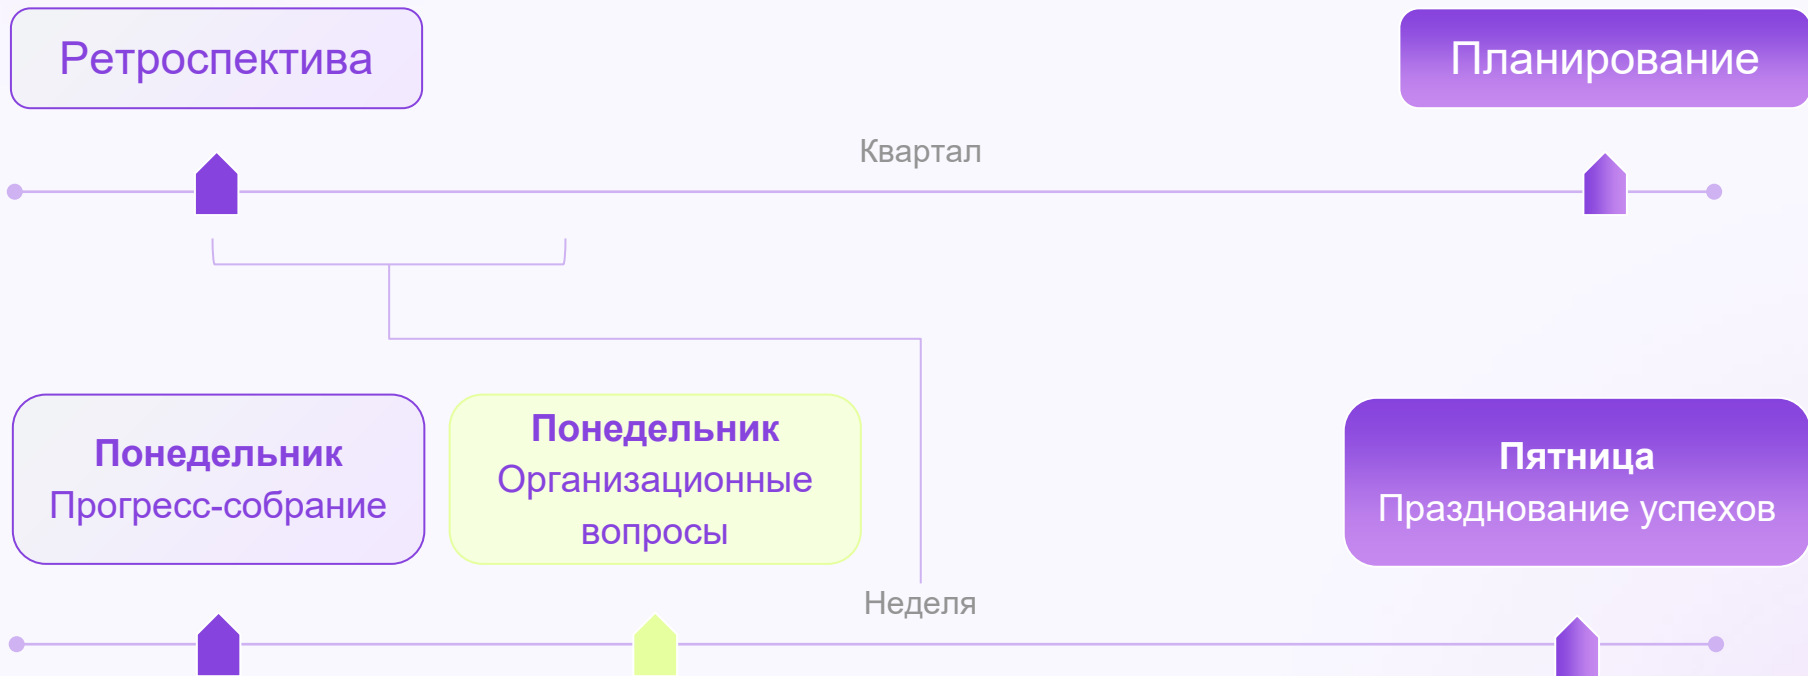 Ретроспектива
Планирование
Квартал
Понедельник
Прогресс-собрание
Понедельник
Организационные
вопросы
Пятница
Празднование успехов
Неделя